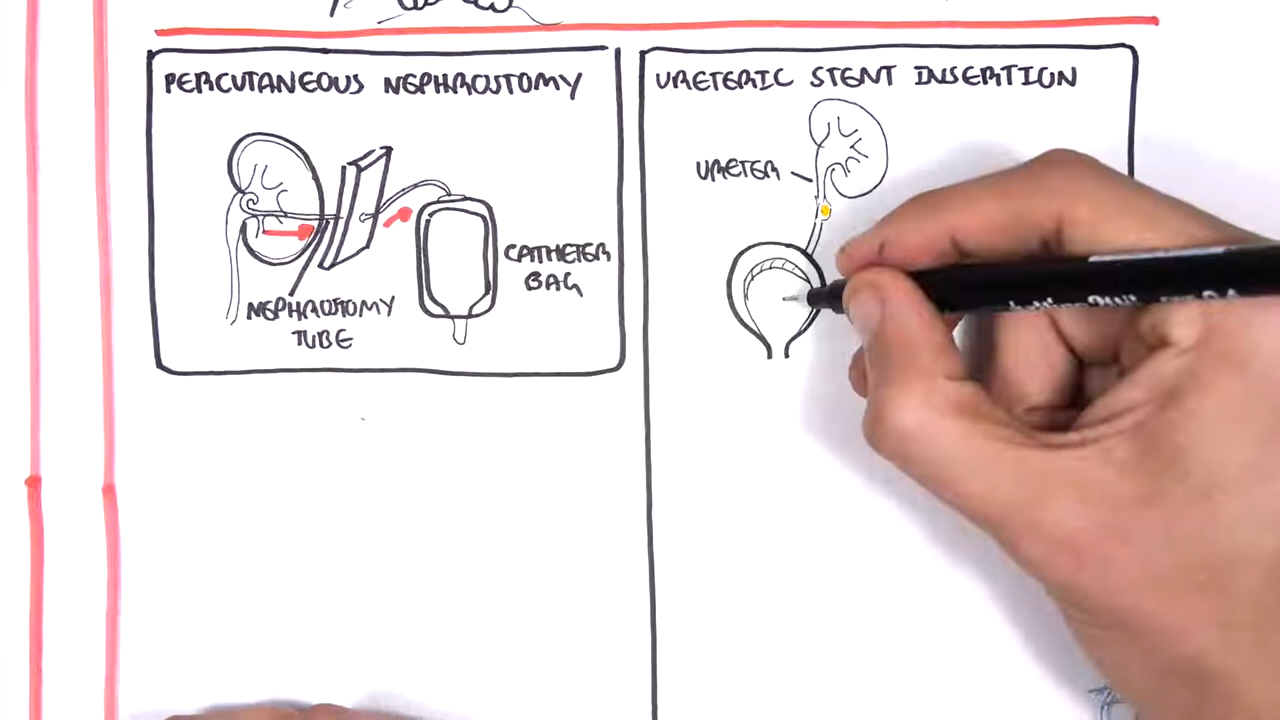 PERCUTANEOUS NEPHROSTOMY
NEPHROSTOMY
TUBE
CATHETER
BAG
URETERIC STENT INSERTION
URETER